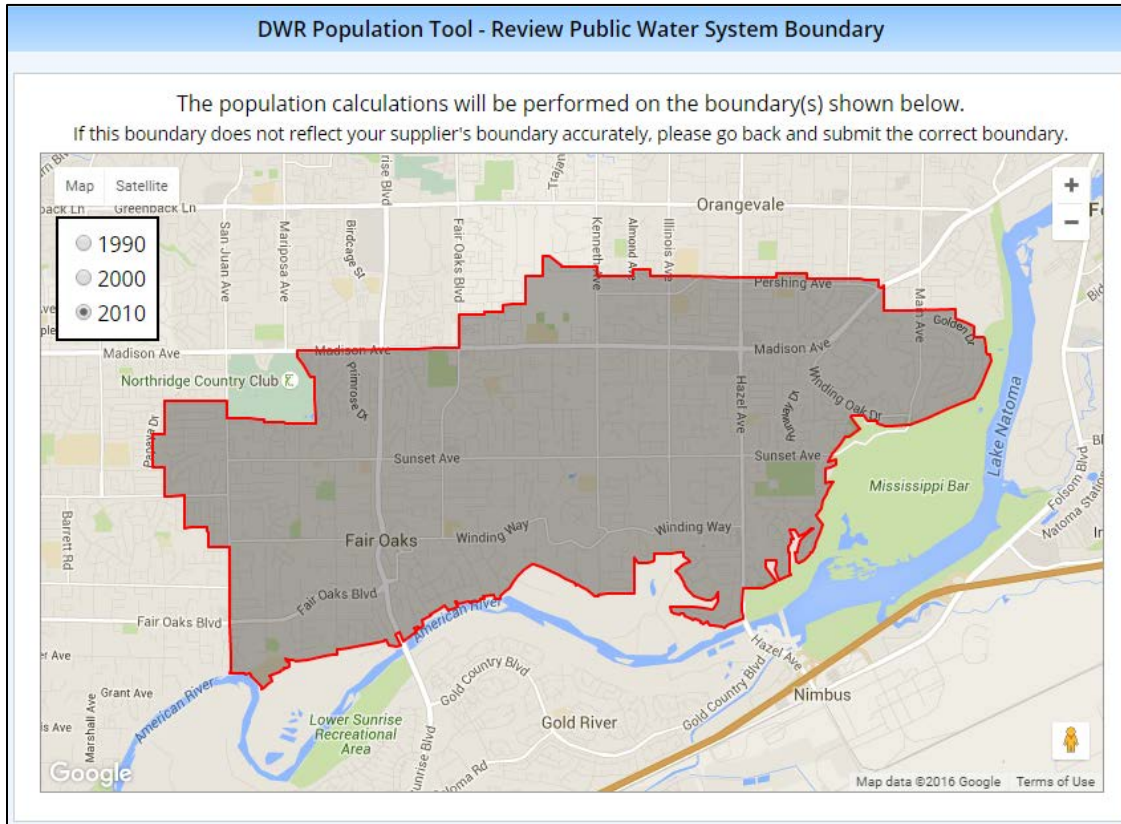 DWR Population Tool - Review Public Water System Boundary
The population calculations will be performed on the boundary(s) shown below.
If this boundary does not reflect your supplier's boundary accurately, please go back and submit the correct boundary.
Map Satellite
1990
2000
2010
+
−
Greenback Ln
Orangevale
San Juan Ave
Mariposa Ave
Birdcage St
Fair Oaks Blvd
Kenneth Ave
Almond Ave
Illinois Ave
Pershing Ave
Main Ave
Golden Dr
Madison Ave
Madison Ave
Madison Ave
Northridge Country Club
Primrose Dr
Hazel Ave
Runway Dr
Winding Oak Dr
Lake Natoma
Papaya Dr
Sunset Ave
Sunset Ave
Mississippi Bar
Folsom Blvd
Barrett Rd
Fair Oaks
Winding Way
Winding Way
Fair Oaks Blvd
Fair Oaks Blvd
American River
Hazel Ave
Grant Ave
Marshall Ave
American River
Gold Country Blvd
Gold Country Blvd
Nimbus
Lower Sunrise
Recreational
Area
Gold River
Google
Map data ©2016 Google Terms of Use